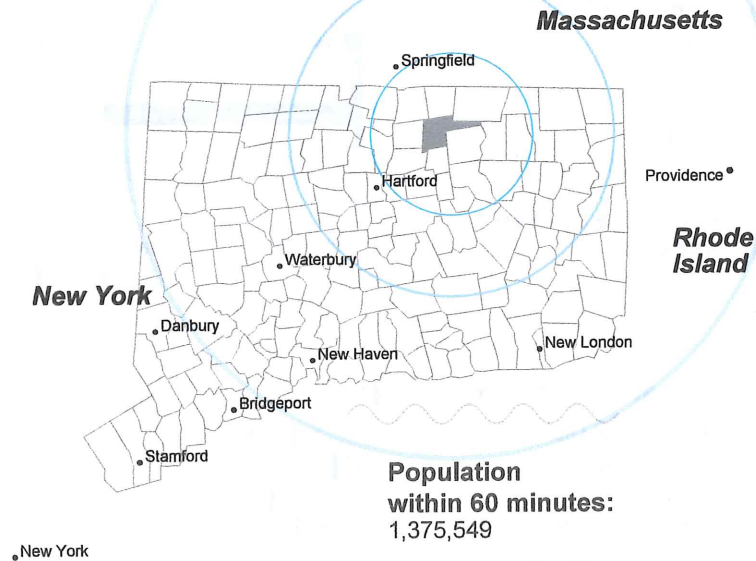 Massachusetts
Springfield
Providence
Hartford
Rhode
Island
Waterbury
New York
Danbury
New London
New Haven
Bridgeport
Stamford
Population
within 60 minutes:
1,375,549
New York